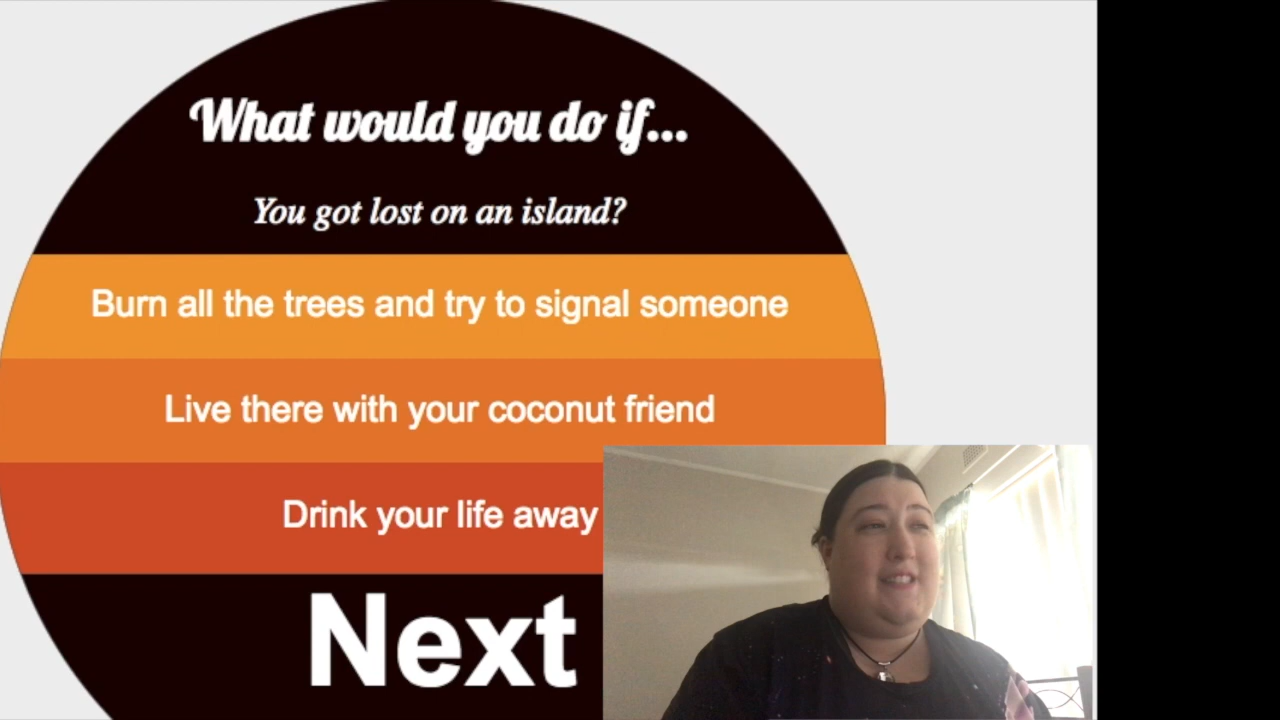 What would you do if...
You got lost on an island?
Burn all the trees and try to signal someone
Live there with your coconut friend
Drink your life away
Next